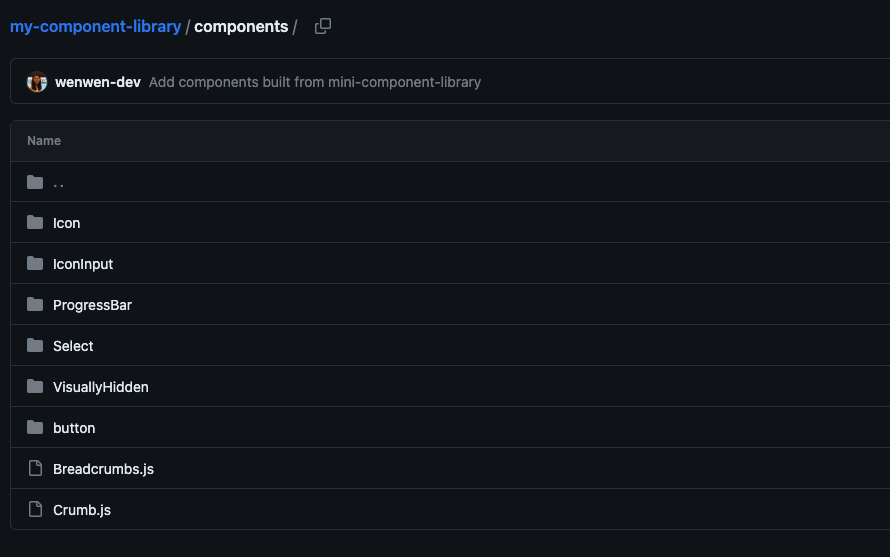 my-component-library / components /
wenwen-dev Add components built from mini-component-library
Name
..
Icon
IconInput
ProgressBar
Select
VisuallyHidden
button
Breadcrumbs.js
Crumb.js